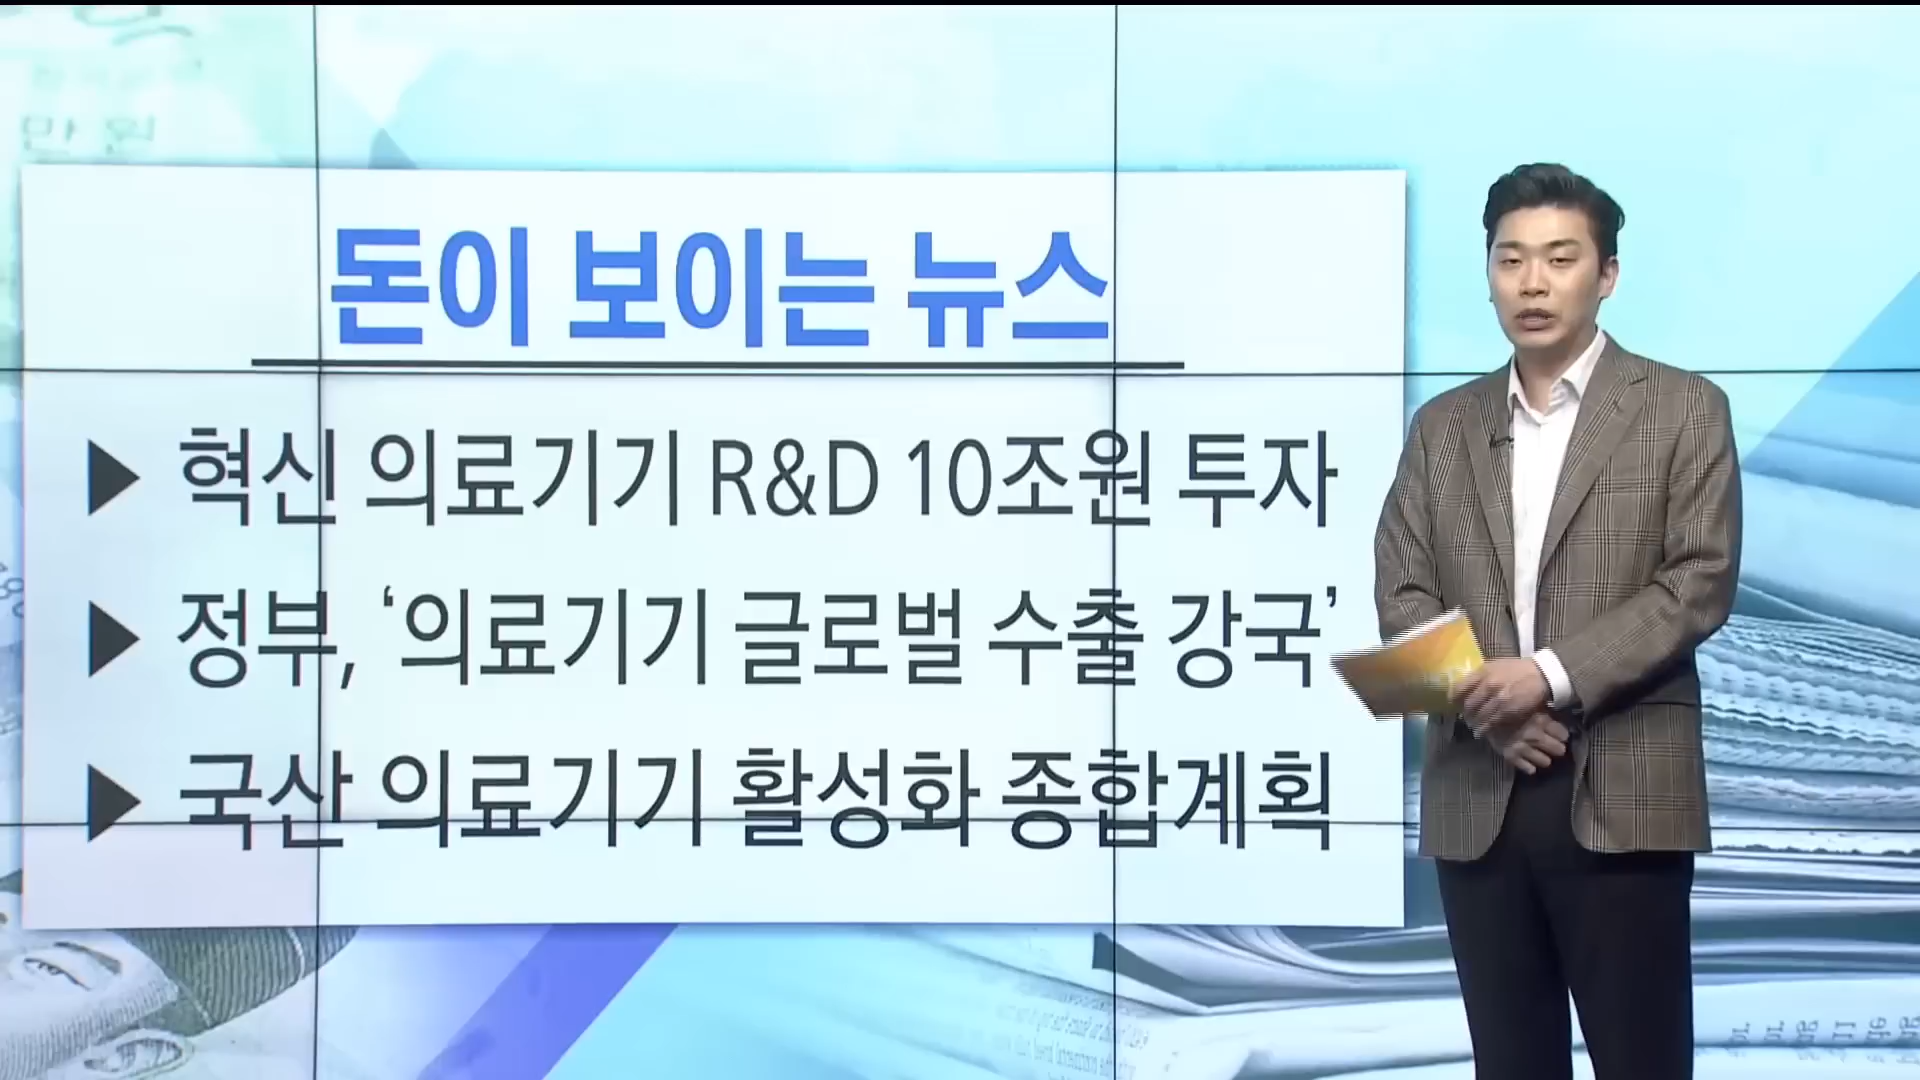 돈이 보이는 뉴스
▶ 혁신 의료기기 R&D 10조원 투자
▶ 정부, ‘의료기기 글로벌 수출 강국’
▶ 국산 의료기기 활성화 종합계획